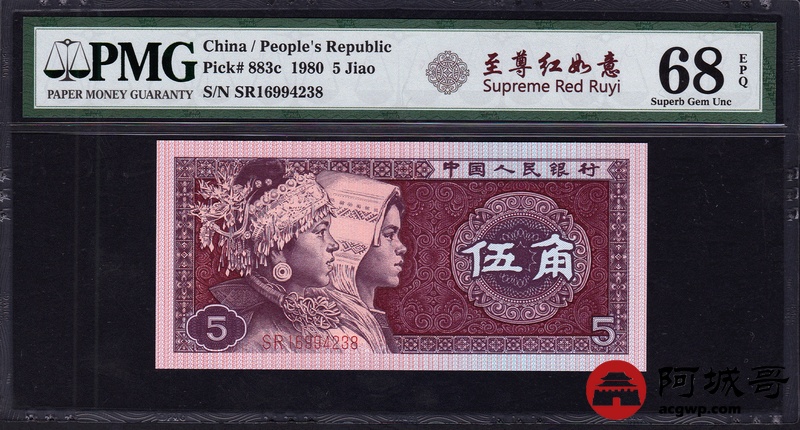 PMG
PAPER MONEY GUARANTY
China / People's Republic
Pick# 883c 1980 5 Jiao
S/N SR16994238
至尊红如意
Supreme Red Ruyi
68
EPQ
Superb Gem Unc
中国人民银行
伍角
5
SR16994238
5
阿城哥
acgwp.com